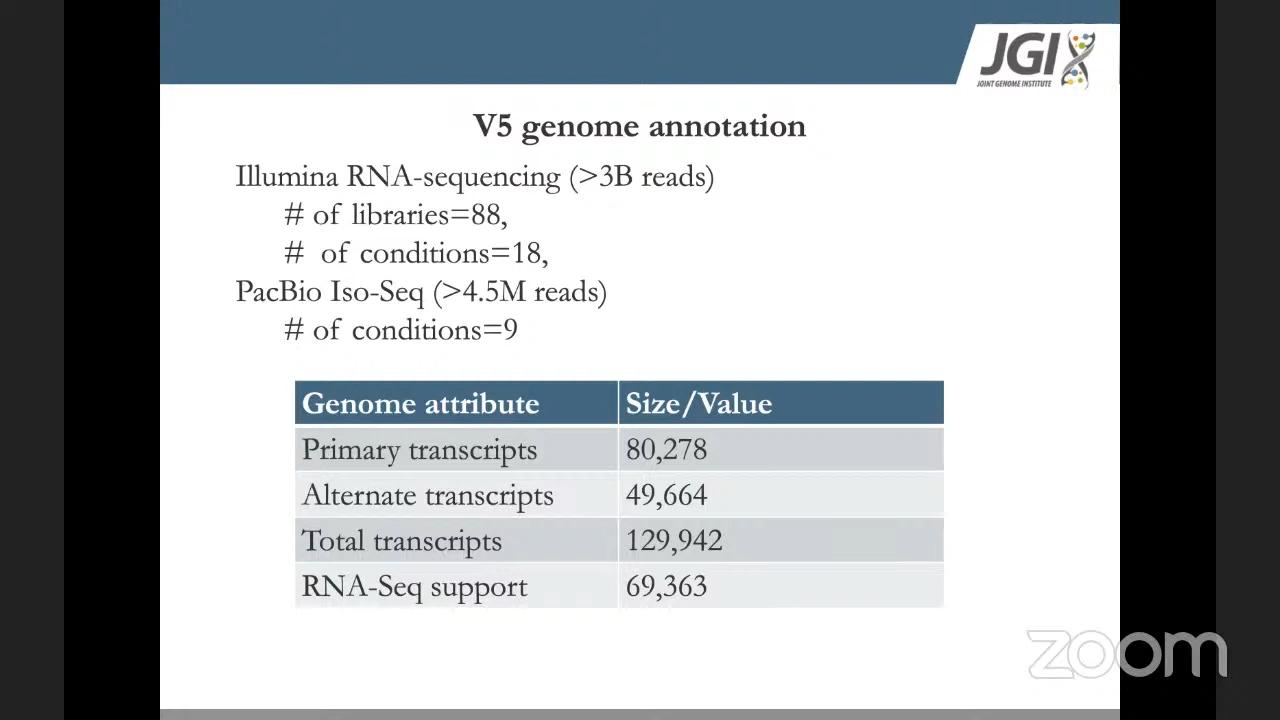 JGI
JOINT GENOME INSTITUTE
V5 genome annotation
Illumina RNA-sequencing (>3B reads)
# of libraries=88,
# of conditions=18,
PacBio Iso-Seq (>4.5M reads)
# of conditions=9
Genome attribute Size/Value
Primary transcripts 80,278
Alternate transcripts 49,664
Total transcripts 129,942
RNA-Seq support 69,363
zoom